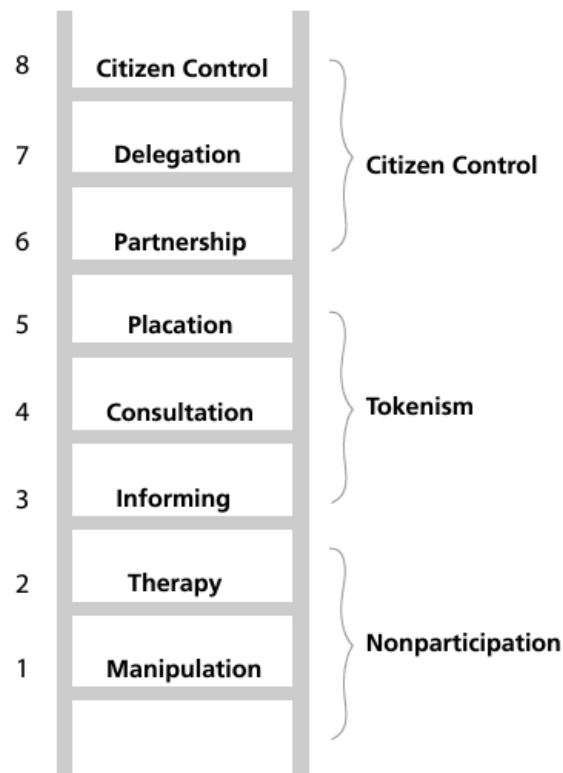 8 Citizen Control
7 Delegation
Citizen Control
6 Partnership
5 Placation
4 Consultation
Tokenism
3 Informing
2 Therapy
Nonparticipation
1 Manipulation